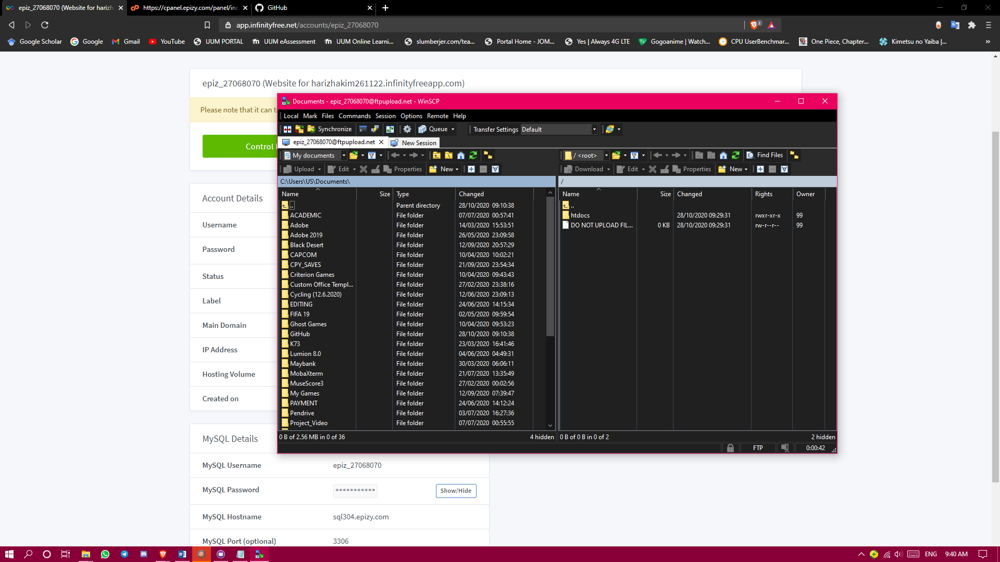 epiz_27068070 (Website for hariz
https://cpanel.epizy.com/panel/in
GitHub
app.infinityfree.net/accounts/epiz_27068070
2
Google Scholar
Google
Gmail
YouTube
UUM PORTAL
UUM eAssessment
UUM Online Learni...
slumberjer.com/tea...
Portal Home - JOM...
Yes | Always 4G LTE
Gogoanime | Watch...
CPU UserBenchmar...
One Piece, Chapter...
Kimetsu no Yaiba |...
»
epiz_27068070 (Website for harizhakim261122.infinityfreeapp.com)
Please note that it can t
Control
Account Details
Username
Password
Status
Label
Main Domain
IP Address
Hosting Volume
Created on
MySQL Details
MySQL Username epiz_27068070
MySQL Password *********** Show/Hide
MySQL Hostname sql304.epizy.com
MySQL Port (optional) 3306
Documents - epiz_27068070@ftpupload.net - WinSCP
Local Mark Files Commands Session Options Remote Help
Synchronize Queue Transfer Settings Default
epiz_27068070@ftpupload.net New Session
My documents
/ <root> Find Files
Upload Edit Properties New
Download Edit Properties New
C:\Users\US\Documents\
/
Name Size Type Changed
.. Parent directory 28/10/2020 09:10:38
ACADEMIC File folder 07/07/2020 00:57:41
Adobe File folder 14/03/2020 15:53:51
Adobe 2019 File folder 26/05/2020 23:09:58
Black Desert File folder 12/09/2020 20:57:29
CAPCOM File folder 10/04/2020 10:02:21
CPY_SAVES File folder 21/09/2020 23:54:34
Criterion Games File folder 10/04/2020 09:43:43
Custom Office Templ... File folder 27/02/2020 23:38:16
Cycling (12.6.2020) File folder 12/06/2020 23:09:13
EDITING File folder 24/06/2020 14:15:34
FIFA 19 File folder 02/05/2020 09:59:54
Ghost Games File folder 10/04/2020 09:53:23
GitHub File folder 28/10/2020 09:10:38
K73 File folder 23/03/2020 16:41:46
Lumion 8.0 File folder 04/06/2020 04:49:31
Maybank File folder 30/03/2020 06:06:11
MobaXterm File folder 21/07/2020 13:35:49
MuseScore3 File folder 27/02/2020 00:02:56
My Games File folder 12/09/2020 07:39:47
PAYMENT File folder 24/06/2020 14:12:24
Pendrive File folder 03/07/2020 16:27:36
Project_Video File folder 07/07/2020 00:55:55
0 B of 2.56 MB in 0 of 36 4 hidden
Name Size Changed Rights Owner
..
htdocs 28/10/2020 09:29:31 rwxr-xr-x 99
DO NOT UPLOAD FIL... 0 KB 28/10/2020 09:29:31 rw-r--r-- 99
0 B of 0 B in 0 of 2 2 hidden
FTP 0:00:42
ENG 9:40 AM